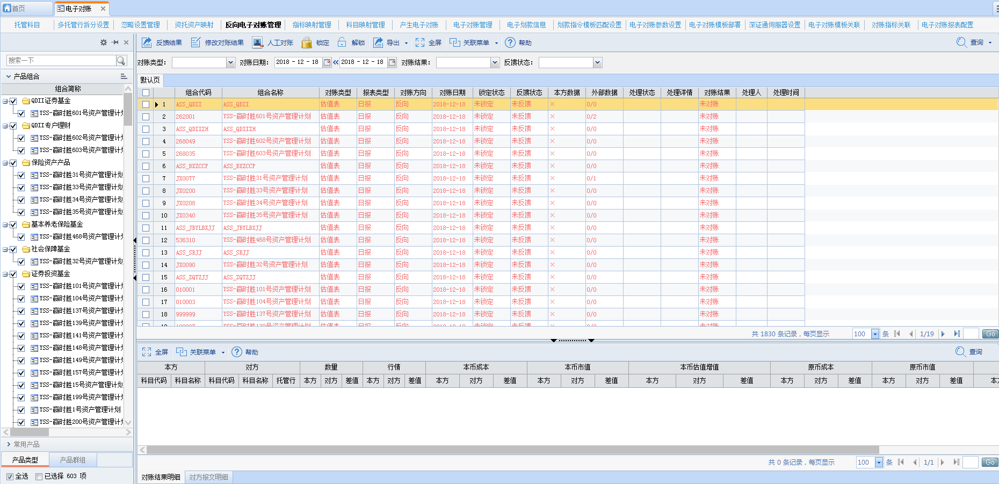 首页 电子对账
托管科目 多托管行拆分设置 忽略设置管理 资托资产映射 反向电子对账管理 指标映射管理 科目映射管理 产生电子对账 电子对账管理 电子划款信息 划款指令模板匹配设置 电子对账参数设置 电子对账模板部署 深证通伺服器设置 电子对账模板关联 对账指标关联 电子对账报表配置
搜索一下
产品组合
组合简称
QDII证券基金
YSS-赢时胜601号资产管理计划
QDII专户理财
YSS-赢时胜602号资产管理计划
YSS-赢时胜603号资产管理计划
保险资产产品
YSS-赢时胜31号资产管理计划
YSS-赢时胜33号资产管理计划
YSS-赢时胜34号资产管理计划
YSS-赢时胜35号资产管理计划
基本养老保险基金
YSS-赢时胜468号资产管理计划
社会保障基金
YSS-赢时胜32号资产管理计划
证券投资基金
YSS-赢时胜101号资产管理计划
YSS-赢时胜104号资产管理计划
YSS-赢时胜137号资产管理计划
YSS-赢时胜139号资产管理计划
YSS-赢时胜141号资产管理计划
YSS-赢时胜148号资产管理计划
YSS-赢时胜149号资产管理计划
YSS-赢时胜157号资产管理计划
YSS-赢时胜15号资产管理计划
YSS-赢时胜199号资产管理计划
YSS-赢时胜1号资产管理计划
YSS-赢时胜200号资产管理计划
常用产品
产品类型 产品群组
全选 已选择 603 项
反馈结果 修改对账结果 人工对账 锁定 解锁 导出 全屏 关联菜单 帮助 查询
对账类型: 对账日期: 2018 - 12 - 18 2018 - 12 - 18 对账结果: 反馈状态:
默认页
组合代码 组合名称 对账类型 报表类型 对账方向 对账日期 锁定状态 反馈状态 本方数据 外部数据 处理状态 处理详情 对账结果 处理人 处理时间
1 ASS_QDII ASS_QDII 估值表 日报 反向 2018-12-18 未锁定 未反馈 × 0/0 未对账
2 262001 YSS-赢时胜601号资产管理计划 估值表 日报 反向 2018-12-18 未锁定 未反馈 × 0/2 未对账
3 ASS_QDIIZH ASS_QDIIZH 估值表 日报 反向 2018-12-18 未锁定 未反馈 × 0/0 未对账
4 268049 YSS-赢时胜602号资产管理计划 估值表 日报 反向 2018-12-18 未锁定 未反馈 × 0/0 未对账
5 268035 YSS-赢时胜603号资产管理计划 估值表 日报 反向 2018-12-18 未锁定 未反馈 × 0/0 未对账
6 ASS_BXZCCP ASS_BXZCCP 估值表 日报 反向 2018-12-18 未锁定 未反馈 × 0/0 未对账
7 JX0077 YSS-赢时胜31号资产管理计划 估值表 日报 反向 2018-12-18 未锁定 未反馈 × 0/1 未对账
8 JX0200 YSS-赢时胜33号资产管理计划 估值表 日报 反向 2018-12-18 未锁定 未反馈 × 0/0 未对账
9 JX0208 YSS-赢时胜34号资产管理计划 估值表 日报 反向 2018-12-18 未锁定 未反馈 × 0/0 未对账
10 JX0340 YSS-赢时胜35号资产管理计划 估值表 日报 反向 2018-12-18 未锁定 未反馈 × 0/0 未对账
11 ASS_JBYLBXJJ ASS_JBYLBXJJ 估值表 日报 反向 2018-12-18 未锁定 未反馈 × 0/0 未对账
12 536310 YSS-赢时胜468号资产管理计划 估值表 日报 反向 2018-12-18 未锁定 未反馈 × 0/0 未对账
13 ASS_SBJJ ASS_SBJJ 估值表 日报 反向 2018-12-18 未锁定 未反馈 × 0/0 未对账
14 JX0090 YSS-赢时胜32号资产管理计划 估值表 日报 反向 2018-12-18 未锁定 未反馈 × 0/0 未对账
15 ASS_ZQTZJJ ASS_ZQTZJJ 估值表 日报 反向 2018-12-18 未锁定 未反馈 × 0/0 未对账
16 010001 YSS-赢时胜101号资产管理计划 估值表 日报 反向 2018-12-18 未锁定 未反馈 × 0/0 未对账
17 010003 YSS-赢时胜104号资产管理计划 估值表 日报 反向 2018-12-18 未锁定 未反馈 × 0/0 未对账
18 999999 YSS-赢时胜137号资产管理计划 估值表 日报 反向 2018-12-18 未锁定 未反馈 × 0/0 未对账
共 1830 条记录，每页显示 100 条 1/19 Go
全屏 关联菜单 帮助 查询
本方 对方 数量 行情 本币成本 本币市值 本币估值增值 原币成本 原币市值
科目代码 科目名称 科目代码 科目名称 托管行 本方 对方 差值 本方 对方 差值 本方 对方 差值 本方 对方 差值 本方 对方 差值 本方 对方 差值 本方 对方 差值
共 0 条记录，每页显示 100 条 1/1 Go
对账结果明细 对方报文明细